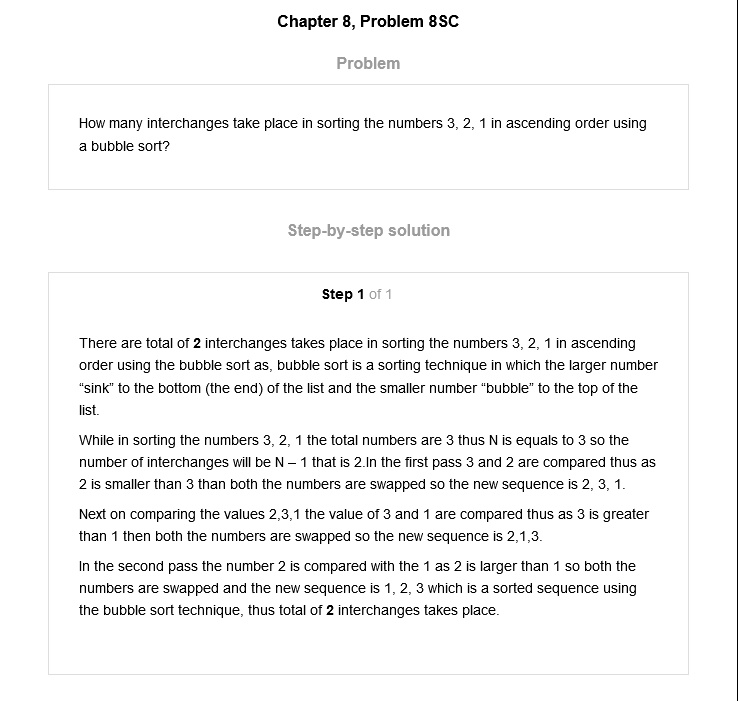 Chapter 8, Problem 8SC
Problem
How many interchanges take place in sorting the numbers 3, 2, 1 in ascending order using
a bubble sort?
Step-by-step solution
Step 1 of 1
There are total of 2 interchanges takes place in sorting the numbers 3, 2, 1 in ascending
order using the bubble sort as, bubble sort is a sorting technique in which the larger number
“sink” to the bottom (the end) of the list and the smaller number “bubble” to the top of the
list.
While in sorting the numbers 3, 2, 1 the total numbers are 3 thus N is equals to 3 so the
number of interchanges will be N – 1 that is 2.In the first pass 3 and 2 are compared thus as
2 is smaller than 3 than both the numbers are swapped so the new sequence is 2, 3, 1.
Next on comparing the values 2,3,1 the value of 3 and 1 are compared thus as 3 is greater
than 1 then both the numbers are swapped so the new sequence is 2,1,3.
In the second pass the number 2 is compared with the 1 as 2 is larger than 1 so both the
numbers are swapped and the new sequence is 1, 2, 3 which is a sorted sequence using
the bubble sort technique, thus total of 2 interchanges takes place.